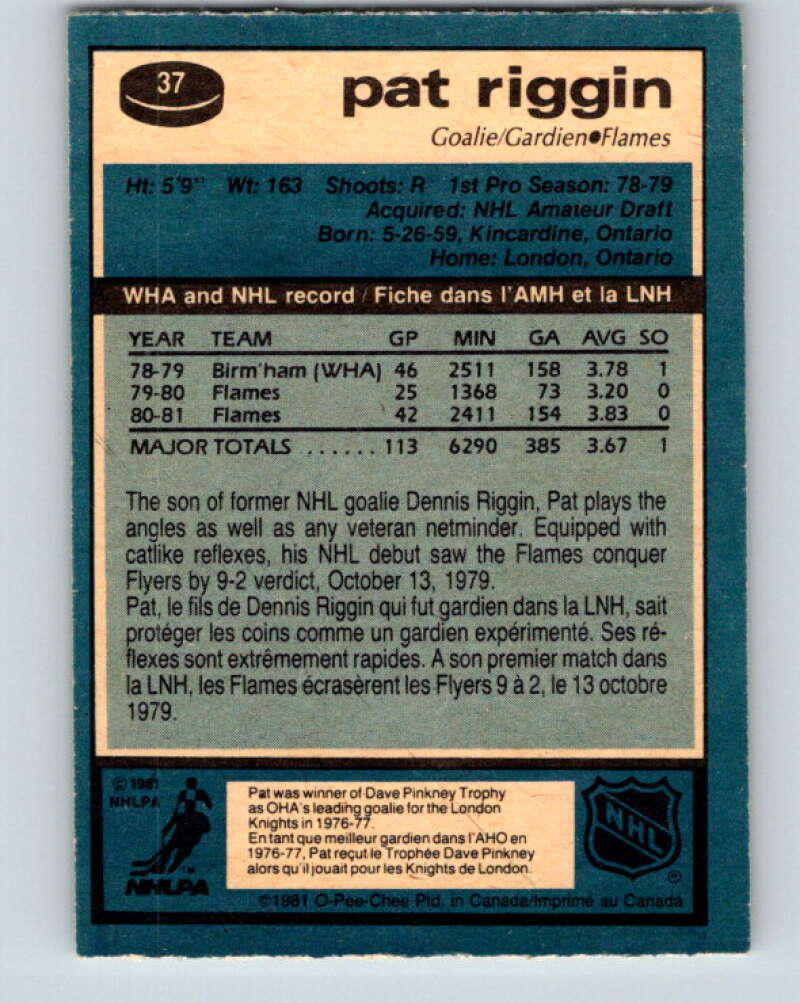 37
pat riggin
Goalie/Gardien●Flames
Ht: 5'9" Wt: 163 Shoots: R 1st Pro Season: 78-79
Acquired: NHL Amateur Draft
Born: 5-26-59, Kincardine, Ontario
Home: London, Ontario
WHA and NHL record / Fiche dans l'AMH et la LNH
YEAR TEAM GP MIN GA AVG SO
78-79 Birm'ham (WHA) 46 2511 158 3.78 1
79-80 Flames 25 1368 73 3.20 0
80-81 Flames 42 2411 154 3.83 0
MAJOR TOTALS ...... 113 6290 385 3.67 1
The son of former NHL goalie Dennis Riggin, Pat plays the
angles as well as any veteran netminder. Equipped with
catlike reflexes, his NHL debut saw the Flames conquer
Flyers by 9-2 verdict, October 13, 1979.
Pat, le fils de Dennis Riggin qui fut gardien dans la LNH, sait
protéger les coins comme un gardien expérimenté. Ses ré-
flexes sont extrêmement rapides. A son premier match dans
la LNH, les Flames écrasèrent les Flyers 9 à 2, le 13 octobre
1979.
© 1981
NHLPA
NHLPA
Pat was winner of Dave Pinkney Trophy
as OHA's leading goalie for the London
Knights in 1976-77.
En tant que meilleur gardien dans l'AHO en
1976-77, Pat reçut le Trophée Dave Pinkney
alors qu'il jouait pour les Knights de London.
NHL
®
©1981 O-Pee-Chee Ptd. in Canada/Imprimé au Canada